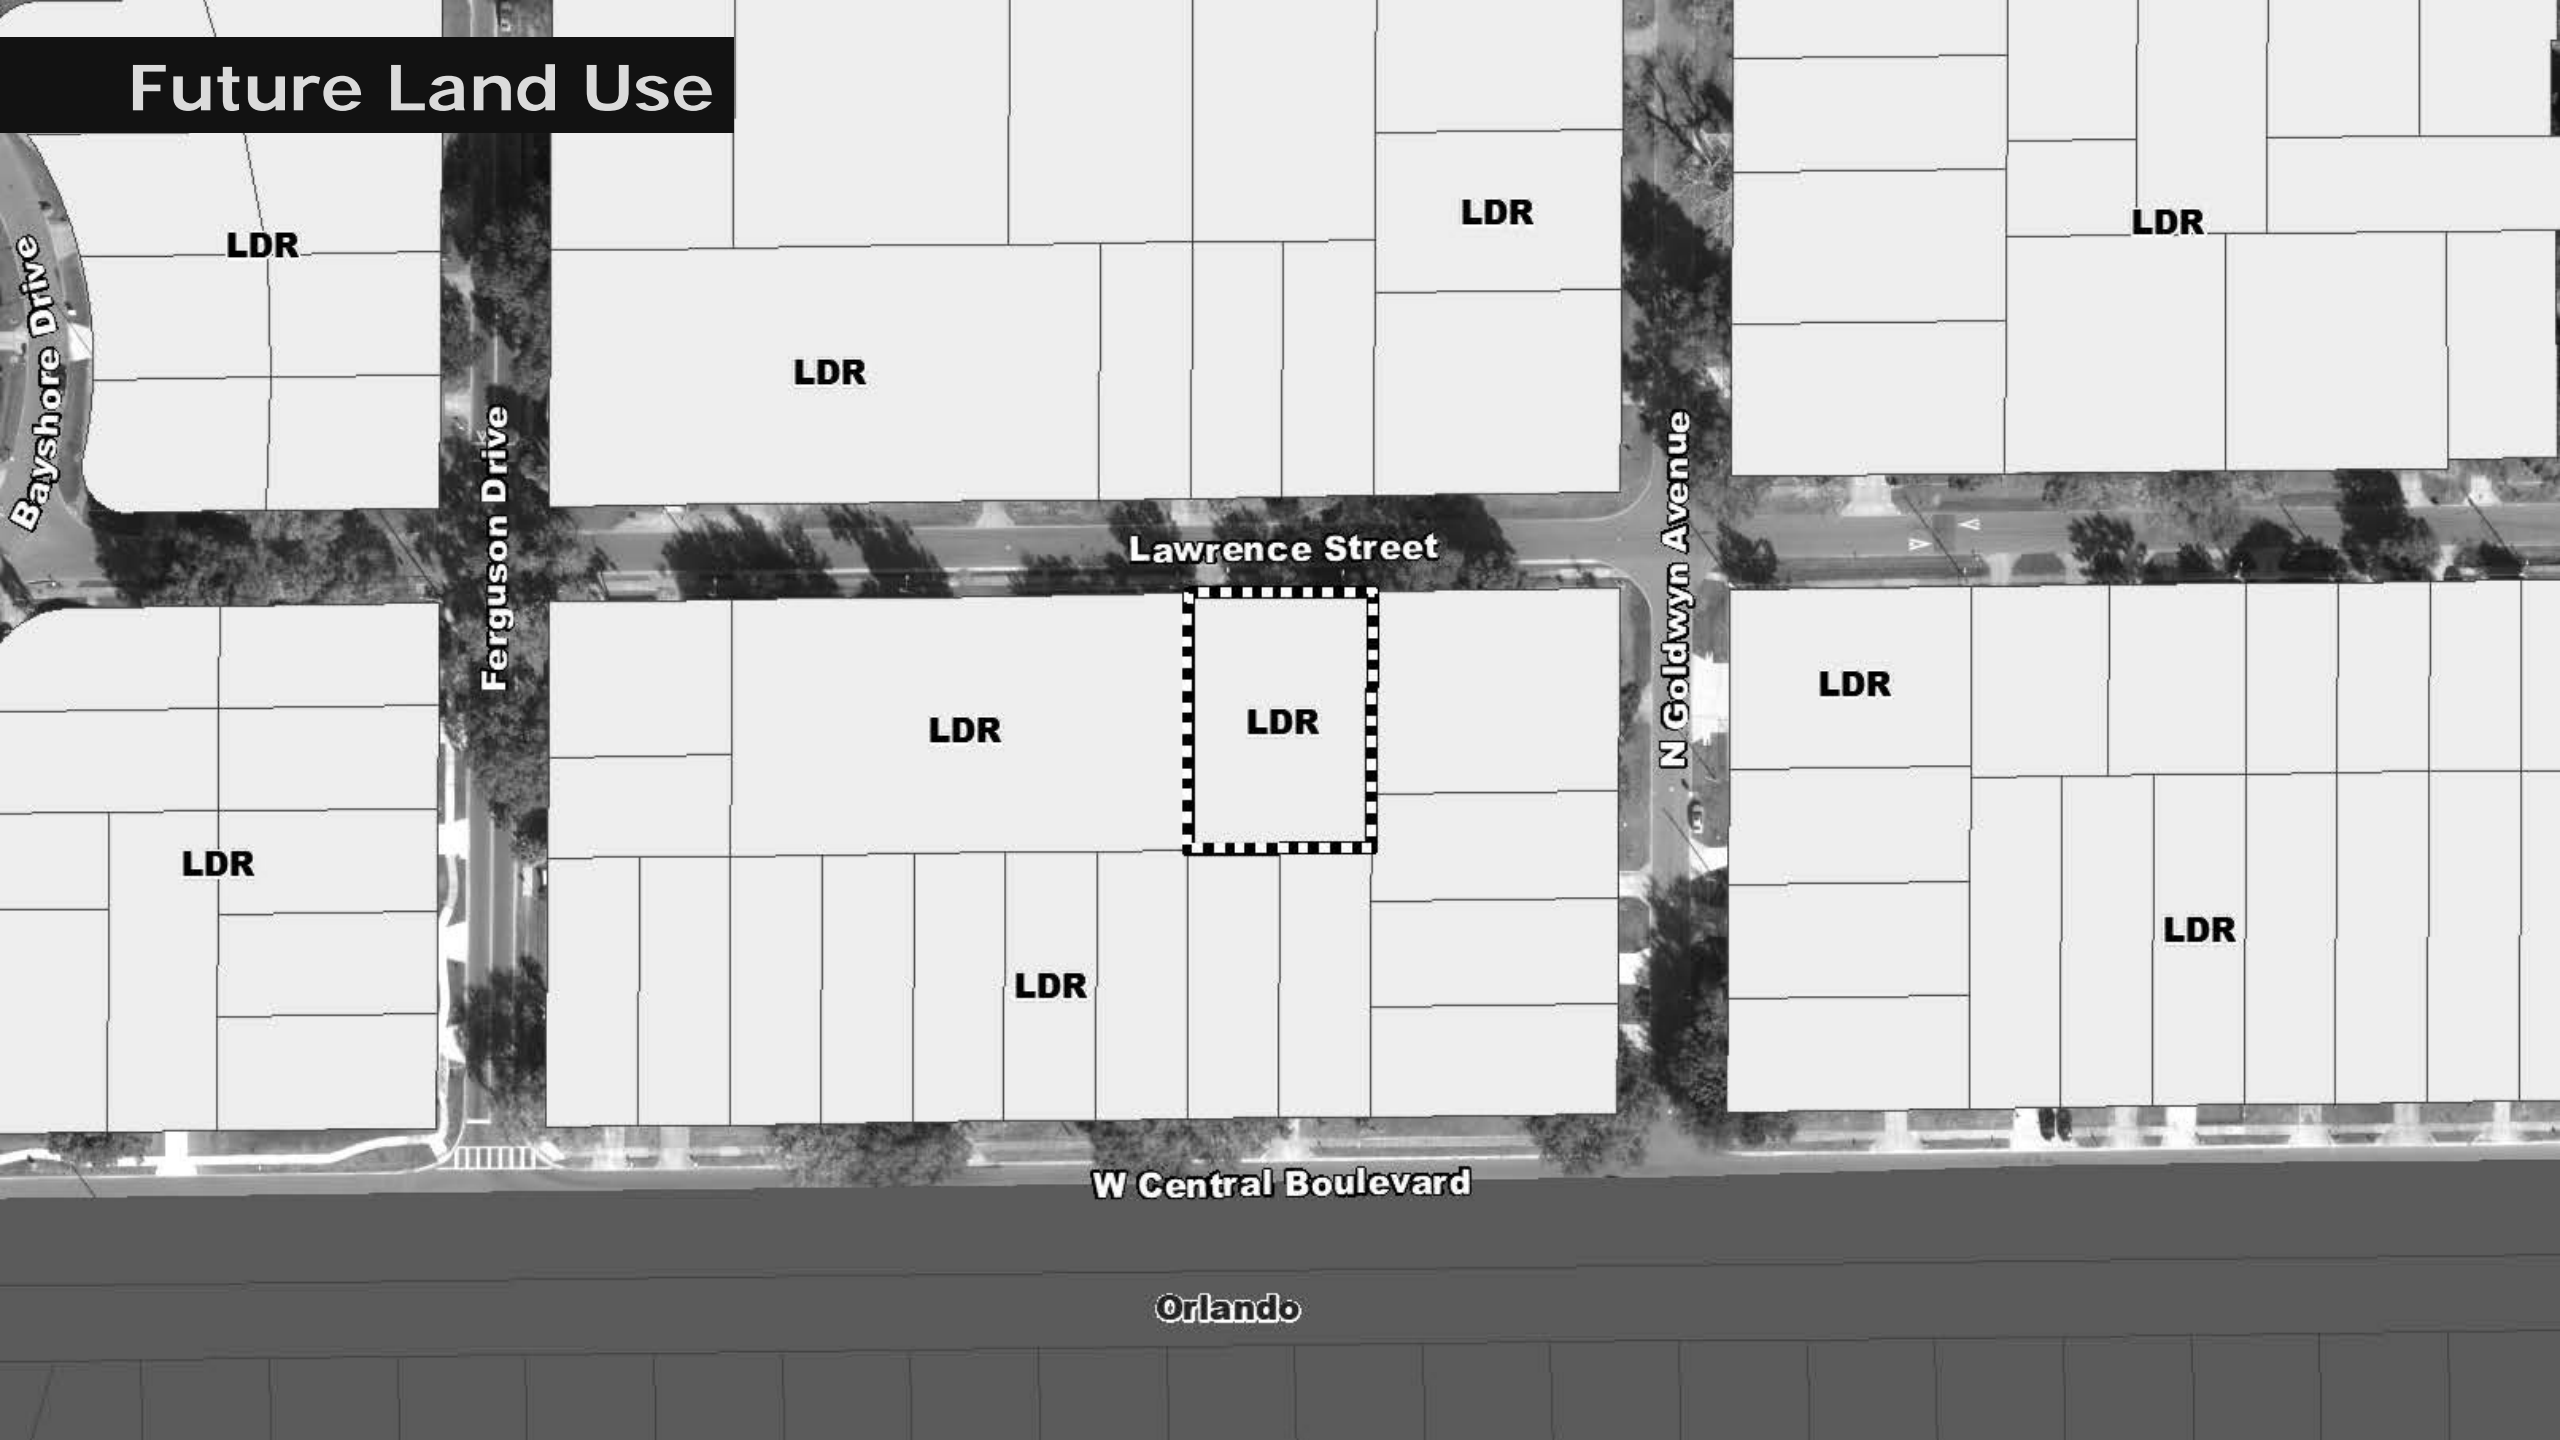 Future Land Use
LDR
LDR
LDR
LDR
Bayshore Drive
Ferguson Drive
N Goldwyn Avenue
Lawrence Street
LDR
LDR
LDR
LDR
LDR
LDR
W Central Boulevard
Orlando